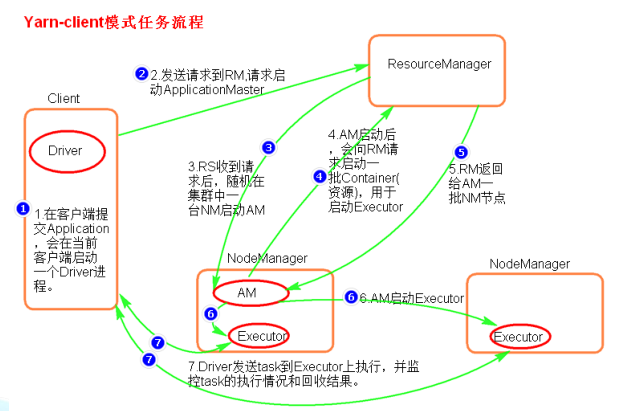 Yarn-client模式任务流程
ResourceManager
Client
Driver
1
1.在客户端提
交Application
，会在当前
客户端启动
一个Driver进
程。
2
2.发送请求到RM,请求启
动ApplicationMaster
3
3.RS收到请
求后，随机在
集群中一
台NM启动AM
4
4.AM启动后
，会向RM请
求启动一
批Container(
资源)，用于
启动Executor
5
5.RM返回
给AM一
批NM节点
NodeManager
AM
6
Executor
6
6.AM启动Executor
NodeManager
Executor
7
7
7.Driver发送task到Executor上执行，并监
控task的执行情况和回收结果。